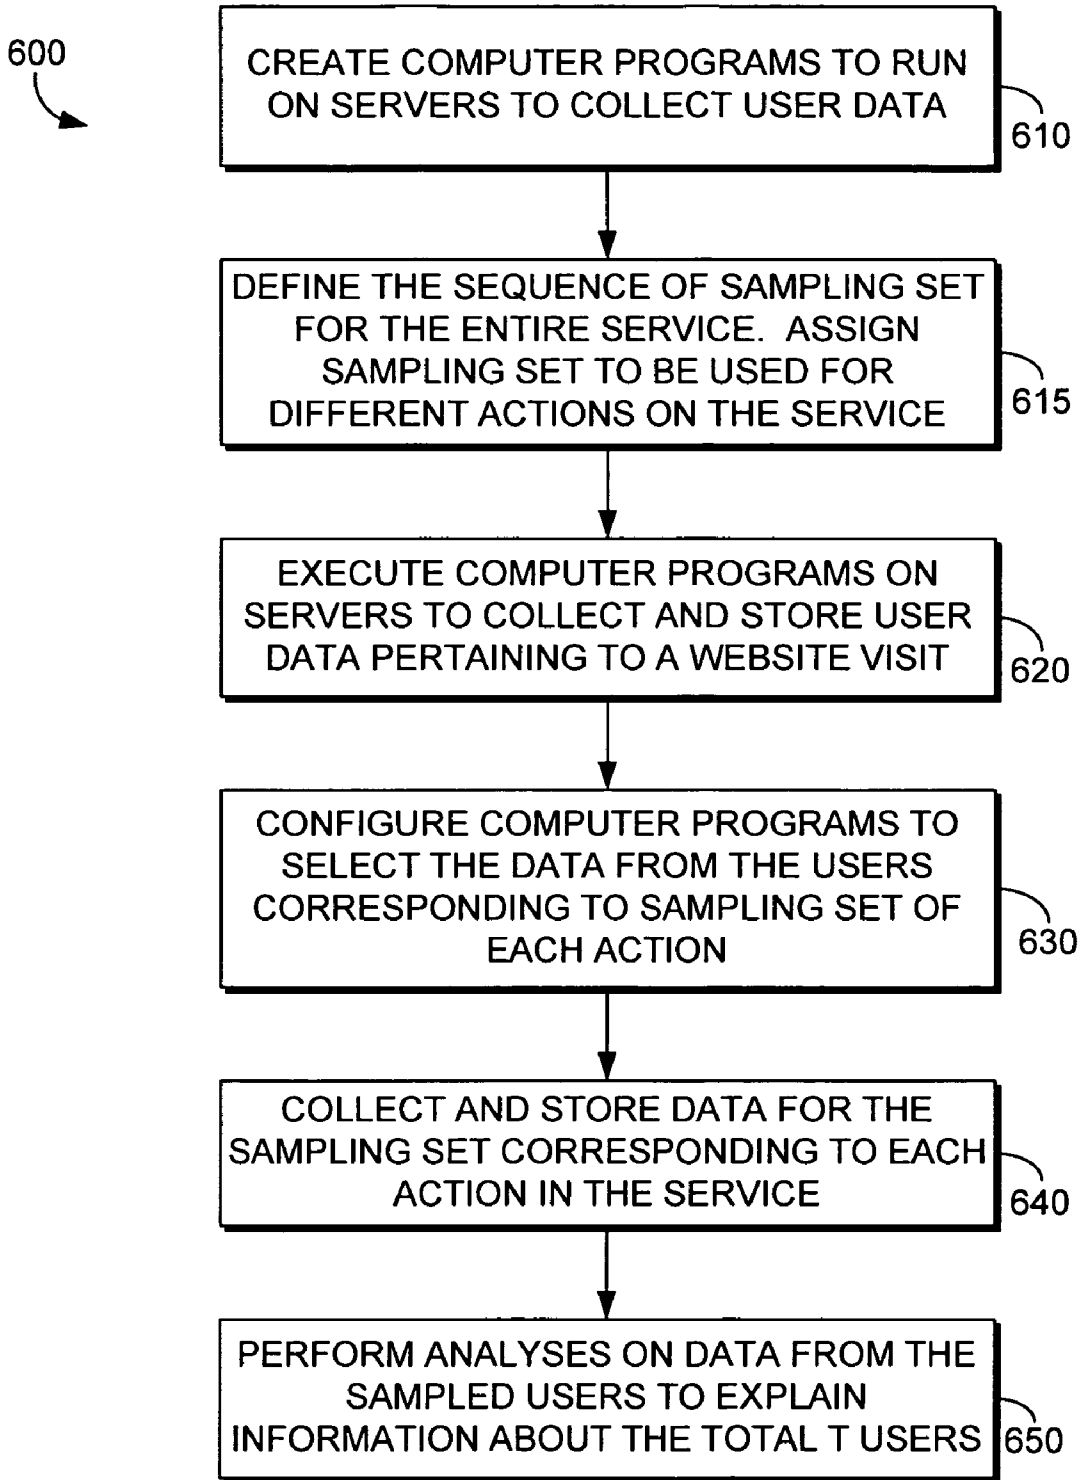 600
CREATE COMPUTER PROGRAMS TO RUN
ON SERVERS TO COLLECT USER DATA
610
DEFINE THE SEQUENCE OF SAMPLING SET
FOR THE ENTIRE SERVICE. ASSIGN
SAMPLING SET TO BE USED FOR
DIFFERENT ACTIONS ON THE SERVICE
615
EXECUTE COMPUTER PROGRAMS ON
SERVERS TO COLLECT AND STORE USER
DATA PERTAINING TO A WEBSITE VISIT
620
CONFIGURE COMPUTER PROGRAMS TO
SELECT THE DATA FROM THE USERS
CORRESPONDING TO SAMPLING SET OF
EACH ACTION
630
COLLECT AND STORE DATA FOR THE
SAMPLING SET CORRESPONDING TO EACH
ACTION IN THE SERVICE
640
PERFORM ANALYSES ON DATA FROM THE
SAMPLED USERS TO EXPLAIN
INFORMATION ABOUT THE TOTAL T USERS
650